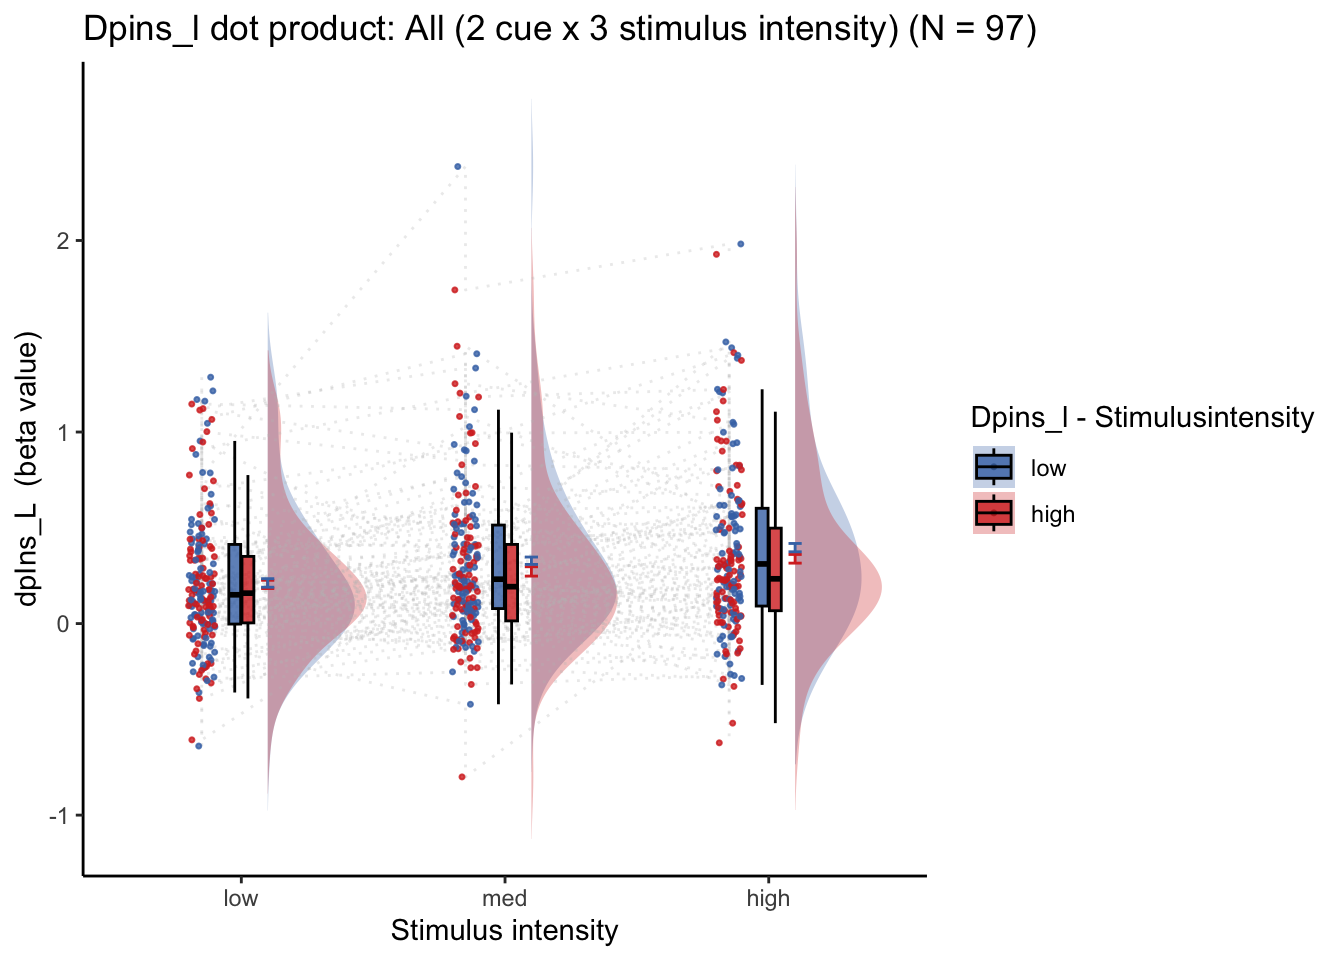 Dpins_l dot product: All (2 cue x 3 stimulus intensity) (N = 97)
dpIns_L (beta value)
2
1
0
-1
low
med
high
Stimulus intensity
Dpins_l - Stimulusintensity
low
high